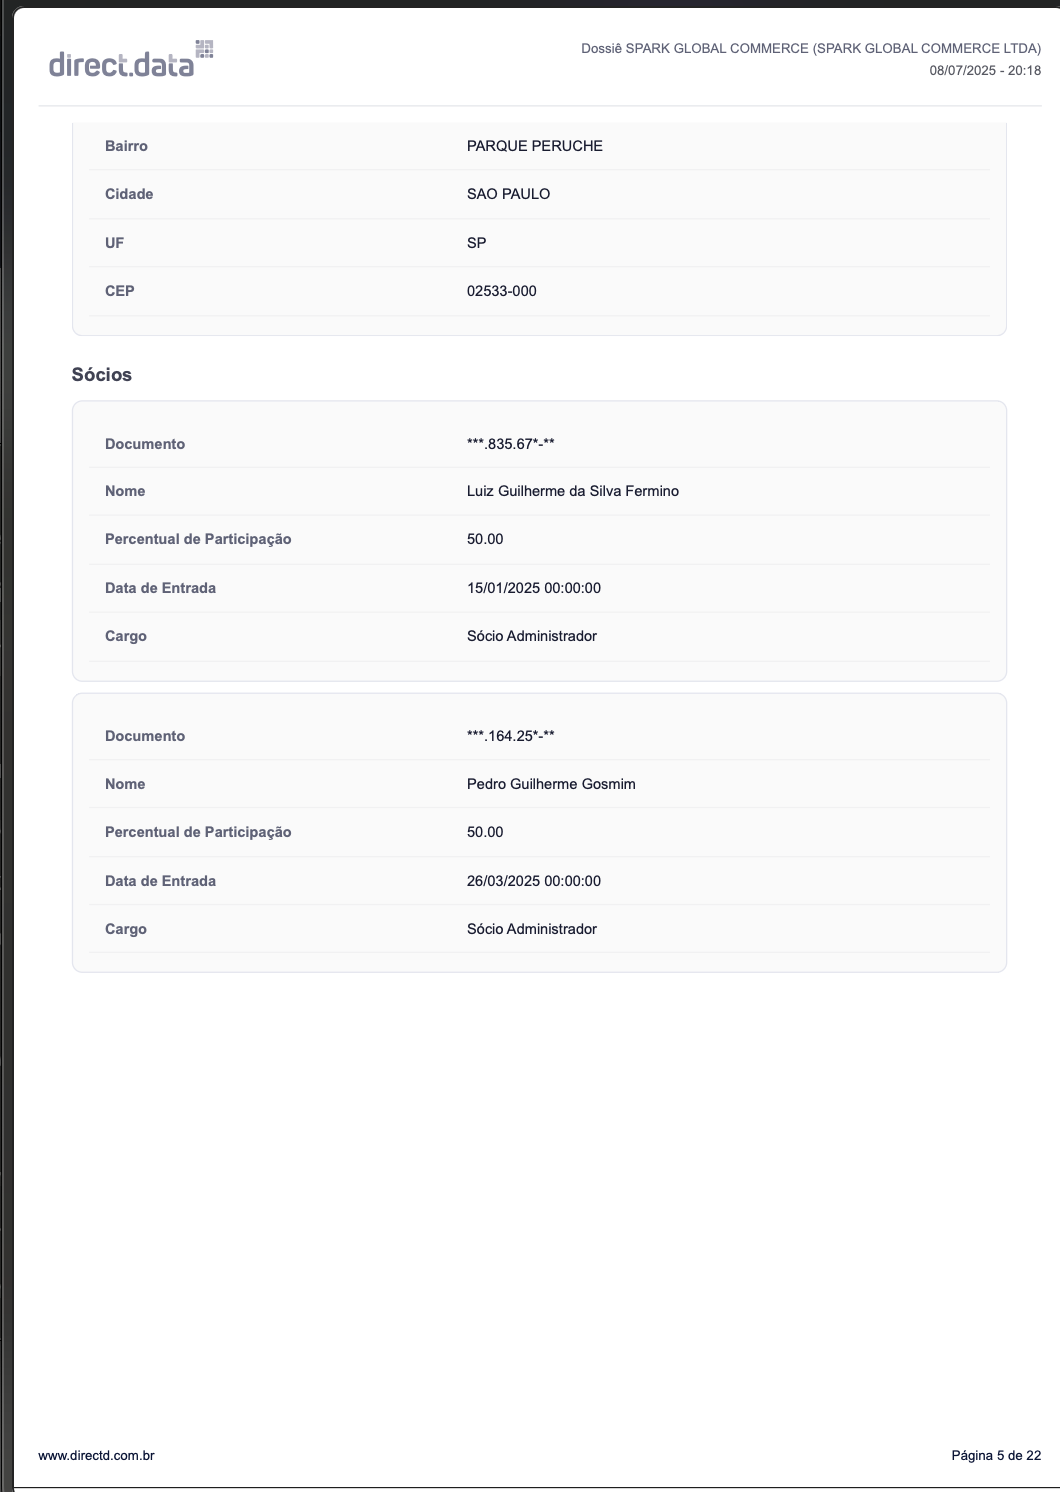 direct.data
Dossiê SPARK GLOBAL COMMERCE (SPARK GLOBAL COMMERCE LTDA)
08/07/2025 - 20:18
Bairro PARQUE PERUCHE
Cidade SAO PAULO
UF SP
CEP 02533-000
Sócios
Documento ***.835.67*-**
Nome Luiz Guilherme da Silva Fermino
Percentual de Participação 50.00
Data de Entrada 15/01/2025 00:00:00
Cargo Sócio Administrador
Documento ***.164.25*-**
Nome Pedro Guilherme Gosmim
Percentual de Participação 50.00
Data de Entrada 26/03/2025 00:00:00
Cargo Sócio Administrador
www.directd.com.br Página 5 de 22